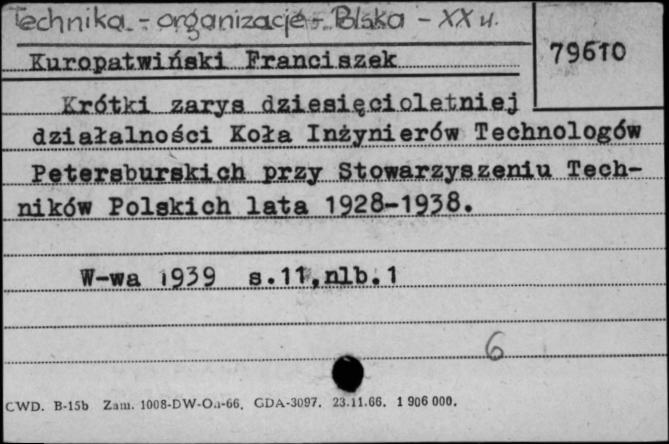 Technika - organizacje - Polska - XX w.
79610
Kuropatwiński Franciszek
Krótki zarys dziesięcioletniej
działalności Koła Inżynierów Technologów
Petersburskich przy Stowarzyszeniu Tech-
ników Polskich lata 1928-1938.
W-wa 1939 s.11,nlb.1
6
CWD. B-15b Zam. 1008-DW-On-66. GDA-3097. 23.11.66. 1 906 000.